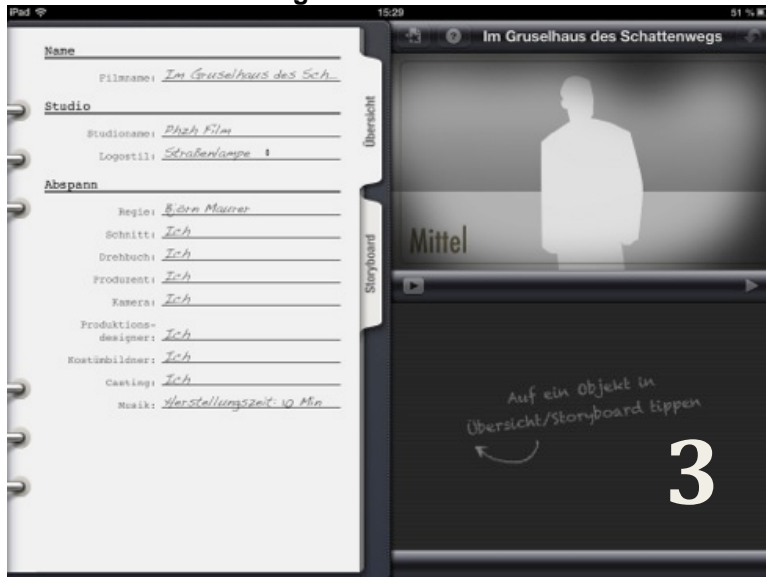 iPad
15:29
51 %
Im Gruselhaus des Schattenwegs
Name
Filmname: Im Gruselhaus des Sch...
Studio
Studioname: Phzh Film
Logostil: Straßenlampe
Abspann
Regie: Björn Maurer
Schnitt: Ich
Drehbuch: Ich
Produzent: Ich
Kamera: Ich
Produktions-
designer: Ich
Kostümbildner: Ich
Casting: Ich
Musik: Herstellungszeit: 10 Min
Übersicht
Storyboard
Mittel
Auf ein Objekt in
Übersicht/Storyboard tippen
3